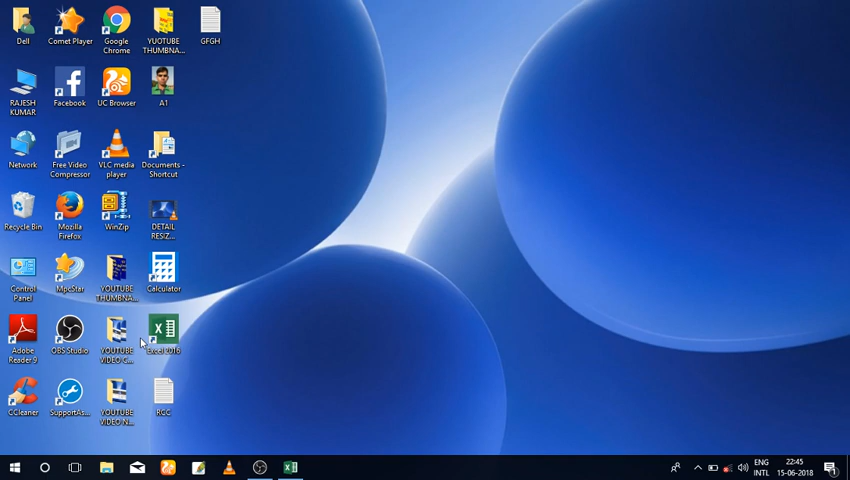 Dell
Comet Player
Google
Chrome
YUOTUBE
THUMBNA...
GFGH
RAJESH
KUMAR
Facebook
UC Browser
A1
Network
Free Video
Compressor
VLC media
player
Documents -
Shortcut
Recycle Bin
Mozilla
Firefox
WinZip
DETAIL
RESIZ...
Control
Panel
MpcStar
YOUTUBE
THUMBNA...
Calculator
Adobe
Reader 9
OBS Studio
YOUTUBE
VIDEO C...
Excel 2016
CCleaner
SupportAs...
YOUTUBE
VIDEO N...
RCC
ENG
INTL
22:45
15-06-2018